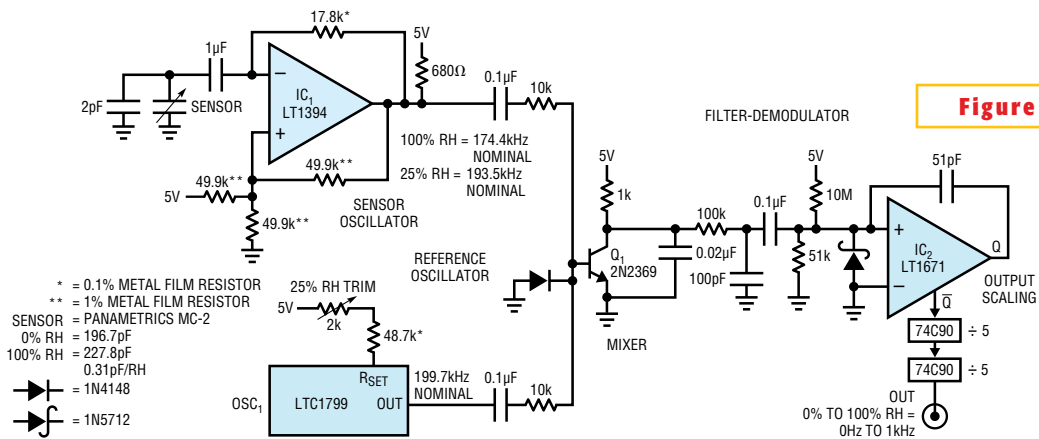 17.8k*
1µF
5V
680Ω
0.1µF
10k
IC1
LT1394
2pF
SENSOR
−
+
100% RH = 174.4kHz
NOMINAL
25% RH = 193.5kHz
NOMINAL
49.9k**
49.9k**
5V
49.9k**
SENSOR
OSCILLATOR
FILTER-DEMODULATOR
Figure
5V
1k
5V
10M
51pF
100k
0.1µF
+
IC2
LT1671
−
Q
Q̅
OUTPUT
SCALING
51k
Q1
2N2369
0.02µF
100pF
MIXER
REFERENCE
OSCILLATOR
* = 0.1% METAL FILM RESISTOR
** = 1% METAL FILM RESISTOR
SENSOR = PANAMETRICS MC-2
0% RH = 196.7pF
100% RH = 227.8pF
0.31pF/RH
= 1N4148
= 1N5712
25% RH TRIM
5V
2k
48.7k*
RSET
OSC1
LTC1799
OUT
199.7kHz
NOMINAL
0.1µF
10k
74C90
÷ 5
74C90
÷ 5
OUT
0% TO 100% RH =
0Hz TO 1kHz